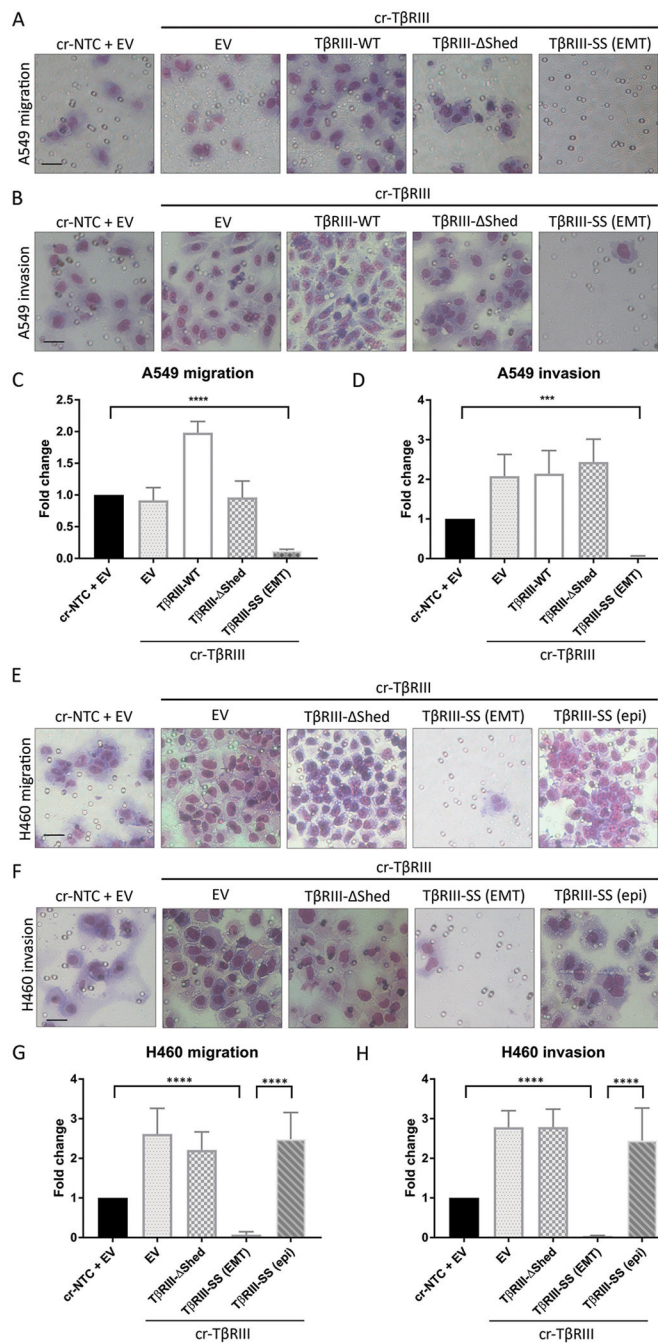 A
cr-TβRIII
cr-NTC + EV
EV
TβRIII-WT
TβRIII-ΔShed
TβRIII-SS (EMT)
A549 migration
B
cr-TβRIII
cr-NTC + EV
EV
TβRIII-WT
TβRIII-ΔShed
TβRIII-SS (EMT)
A549 invasion
C
A549 migration
****
Fold change
2.5
2.0
1.5
1.0
0.5
0.0
cr-NTC + EV
EV
TβRIII-WT
TβRIII-ΔShed
TβRIII-SS (EMT)
cr-TβRIII
D
A549 invasion
***
Fold change
4
3
2
1
0
cr-NTC + EV
EV
TβRIII-WT
TβRIII-ΔShed
TβRIII-SS (EMT)
cr-TβRIII
E
cr-TβRIII
cr-NTC + EV
EV
TβRIII-ΔShed
TβRIII-SS (EMT)
TβRIII-SS (epi)
H460 migration
F
cr-TβRIII
cr-NTC + EV
EV
TβRIII-ΔShed
TβRIII-SS (EMT)
TβRIII-SS (epi)
H460 invasion
G
H460 migration
****
****
Fold change
4
3
2
1
0
cr-NTC + EV
EV
TβRIII-ΔShed
TβRIII-SS (EMT)
TβRIII-SS (epi)
cr-TβRIII
H
H460 invasion
****
****
Fold change
4
3
2
1
0
cr-NTC + EV
EV
TβRIII-ΔShed
TβRIII-SS (EMT)
TβRIII-SS (epi)
cr-TβRIII